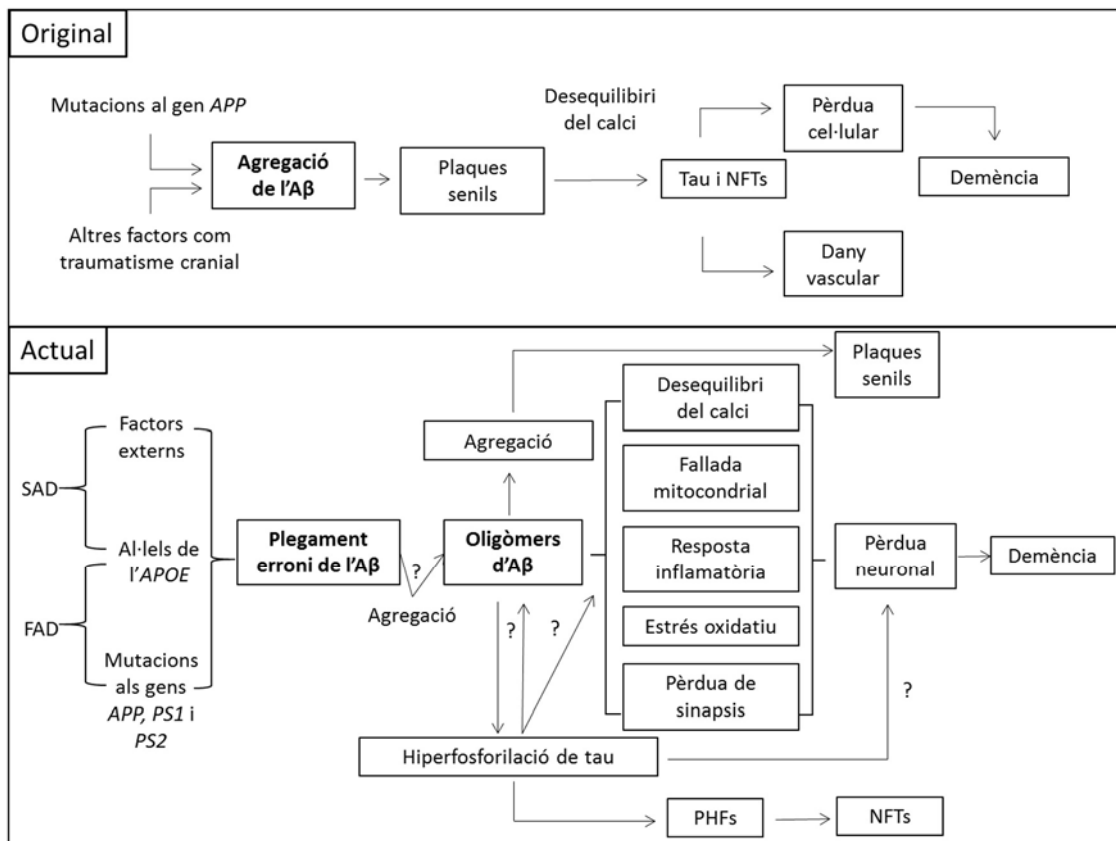 Original
Mutacions al gen APP
Altres factors com
traumatisme cranial
Agregació
de l'Aβ
Plaques
senils
Desequilibiri
del calci
Tau i NFTs
Pèrdua
cel·lular
Dany
vascular
Demència
Actual
SAD
FAD
Factors
externs
Al·lels de
l'APOE
Mutacions
als gens
APP, PS1 i
PS2
Plegament
erroni de l'Aβ
?
Agregació
Oligòmers
d'Aβ
Agregació
Plaques
senils
?
?
Hiperfosforilació de tau
Desequilibri
del calci
Fallada
mitocondrial
Resposta
inflamatòria
Estrés oxidatiu
Pèrdua de
sinapsis
Pèrdua
neuronal
Demència
?
PHFs
NFTs